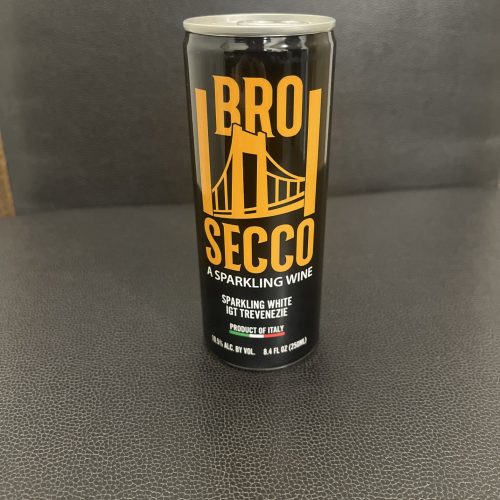 BRO
SECCO
A SPARKLING WINE
SPARKLING WHITE
IGT TREVENEZIE
PRODUCT OF ITALY
10.5% ALC. BY VOL. 8.4 FL OZ (250ML)